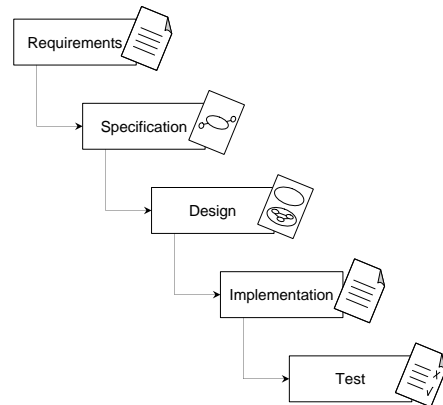 Requirements
Specification
Design
Implementation
Test